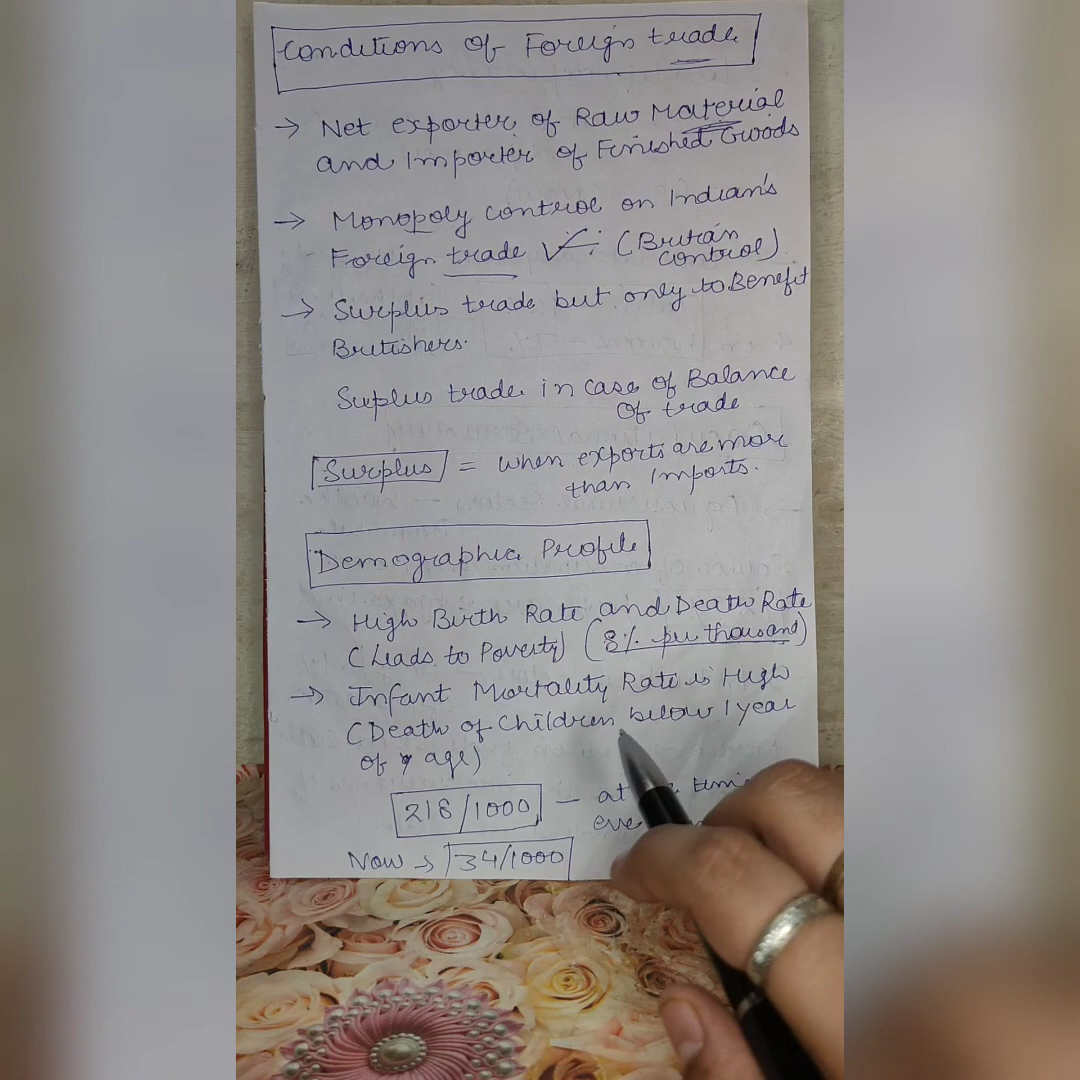 Conditions of Foreign trade
→ Net exporter of Raw Material
and Importer of Finished Goods
→ Monopoly control on Indian's
Foreign trade (Britain
control).
→ Surplus trade but only to Benefit
Britishers.
Suplus trade in case of Balance
of trade
Surplus = when exports are more
than Imports.
Demographic Profile
→ High Birth Rate and Death Rate
(Leads to Poverty) (8% per thousand)
→ Infant Mortality Rate is High
(Death of Children below 1 year
of age)
218/1000 - at
Now → 34/1000